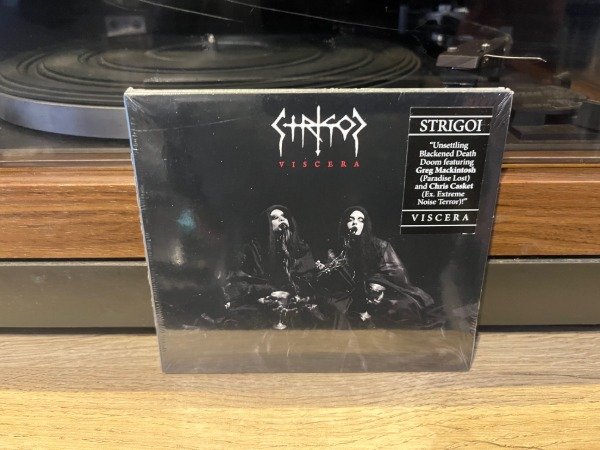 STRIGOI
VISCERA
STRIGOI
"Unsettling
Blackened Death
Doom featuring
Greg Mackintosh
(Paradise Lost)
and Chris Casket
(Ex. Extreme
Noise Terror)!"
VISCERA